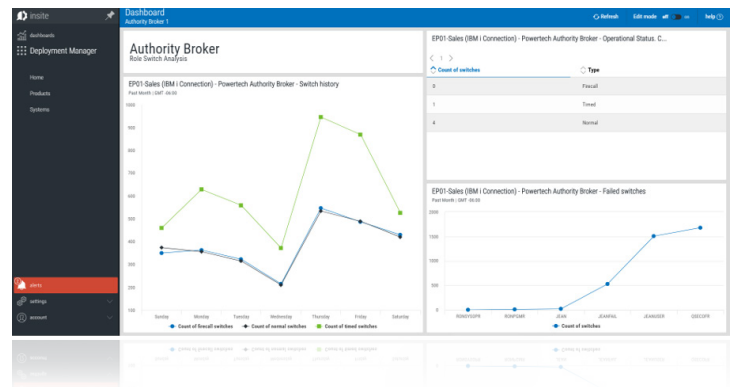 insite
Dashboard
Authority Broker 1
Refresh
Edit mode off on
help
dashboards
Deployment Manager
Home
Products
Systems
alerts
settings
account
Authority Broker
Role Switch Analysis
EP01-Sales (IBM i Connection) - Powertech Authority Broker - Switch history
Past Month | GMT -06:00
1000
900
800
700
600
500
400
300
200
100
Sunday Monday Tuesday Wednesday Thursday Friday Saturday
Count of firecall switches Count of normal switches Count of timed switches
EP01-Sales (IBM i Connection) - Powertech Authority Broker - Operational Status. C...
1
Count of switches Type
0 Firecall
1 Timed
4 Normal
EP01-Sales (IBM i Connection) - Powertech Authority Broker - Failed switches
Past Month | GMT -06:00
2000
1500
1000
500
0
JEAN JEANFAIL JEANUSER QSECOFR
Count of switches